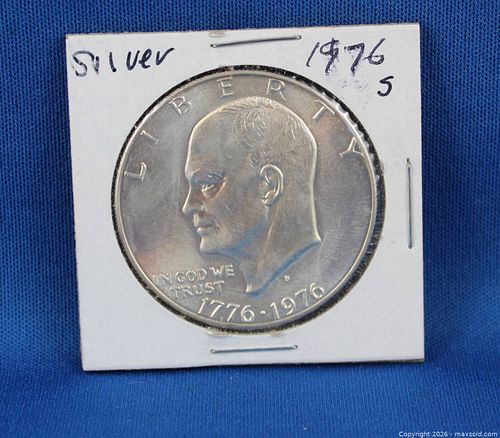 Silver 1976
S
LIBERTY
IN GOD WE
TRUST
S
1776·1976
Copyright 2026 - maxsold.com